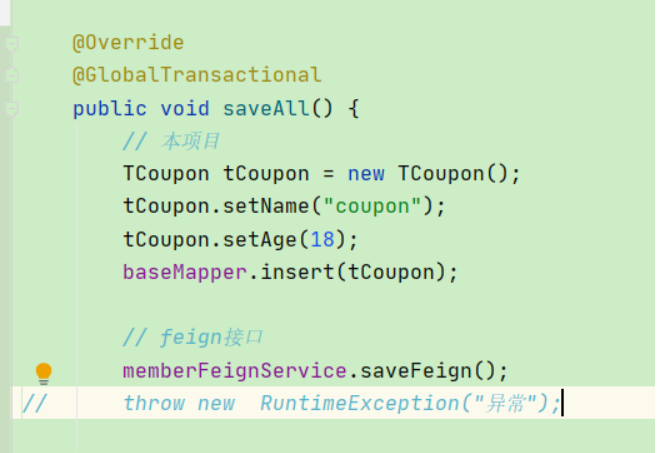 @Override
@GlobalTransactional
public void saveAll() {
// 本项目
TCoupon tCoupon = new TCoupon();
tCoupon.setName("coupon");
tCoupon.setAge(18);
baseMapper.insert(tCoupon);
// feign接口
memberFeignService.saveFeign();
// throw new  RuntimeException("异常");